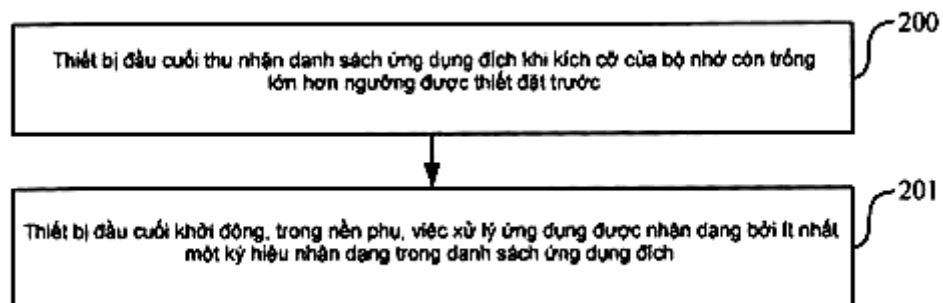 200
Thiết bị đầu cuối thu nhận danh sách ứng dụng đích khi kích cỡ của bộ nhớ còn trống
lớn hơn ngưỡng được thiết đặt trước
201
Thiết bị đầu cuối khởi động, trong nền phụ, việc xử lý ứng dụng được nhận dạng bởi ít nhất
một ký hiệu nhận dạng trong danh sách ứng dụng đích